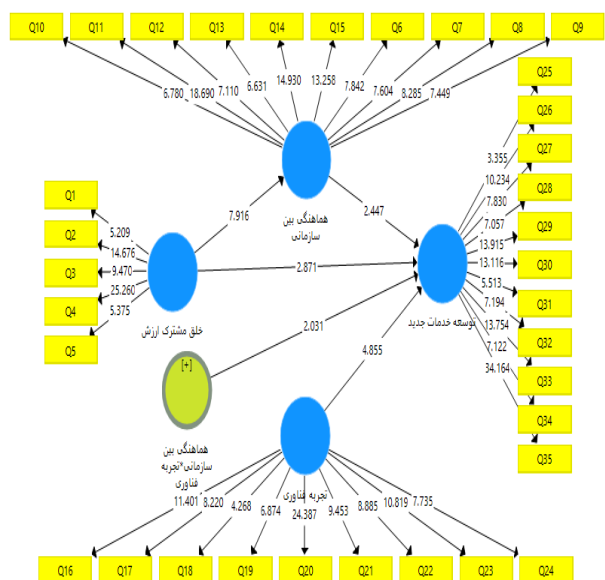 Q10 Q11 Q12 Q13 Q14 Q15 Q6 Q7 Q8 Q9
6.780 18.690 7.110 6.631 14.930 13.258 7.842 7.604 8.285 7.449
هماهنگی بین
سازمانی
Q1
Q2
Q3
Q4
Q5
5.209
14.676
9.470
25.260
5.375
خلق مشترک ارزش
7.916
2.447
2.871
2.031
4.855
توسعه خدمات جدید
Q25
Q26
Q27
Q28
Q29
Q30
Q31
Q32
Q33
Q34
Q35
3.355
10.234
7.830
7.057
13.915
13.116
5.513
7.194
13.754
7.122
34.164
[+]
هماهنگی بین
سازمانی*تجربه
فناوری
تجربه فناوری
11.401 8.220 4.268 6.874 24.387 9.453 8.885 10.819 7.735
Q16 Q17 Q18 Q19 Q20 Q21 Q22 Q23 Q24